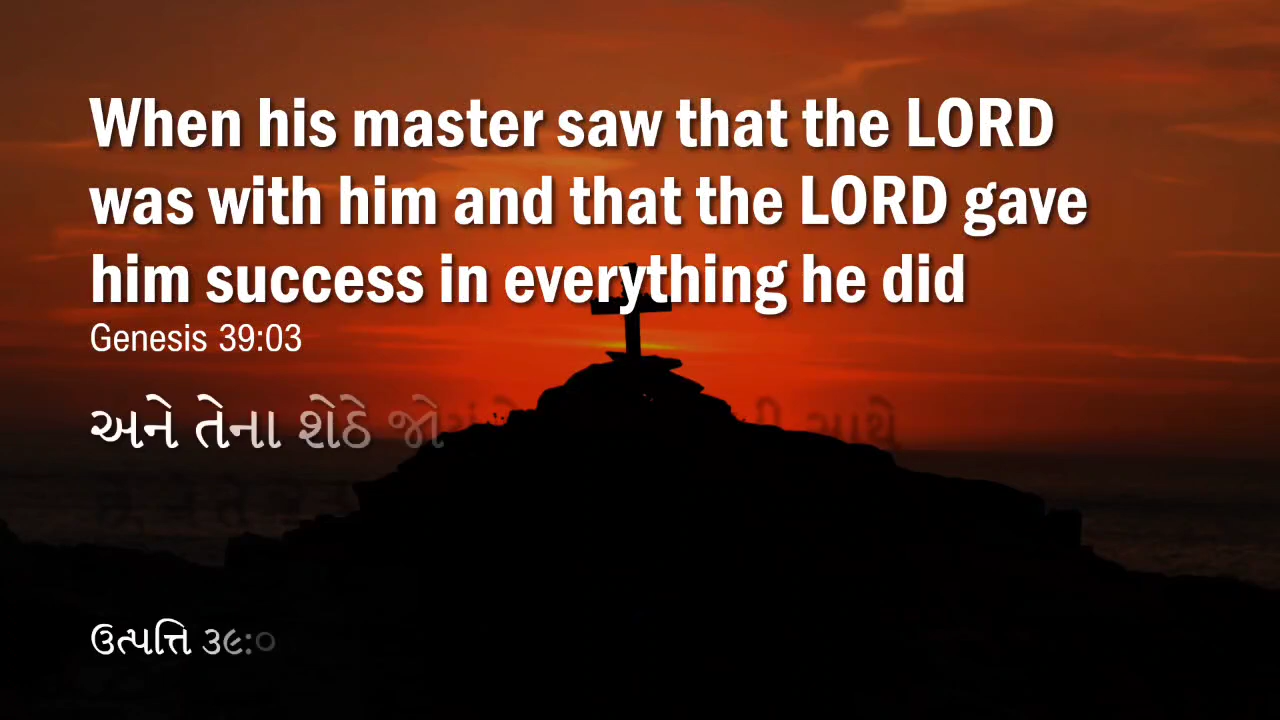 When his master saw that the LORD
was with him and that the LORD gave
him success in everything he did
Genesis 39:03
અને તેના શેઠે જો
ઉત્પત્તિ ૩૯:૦